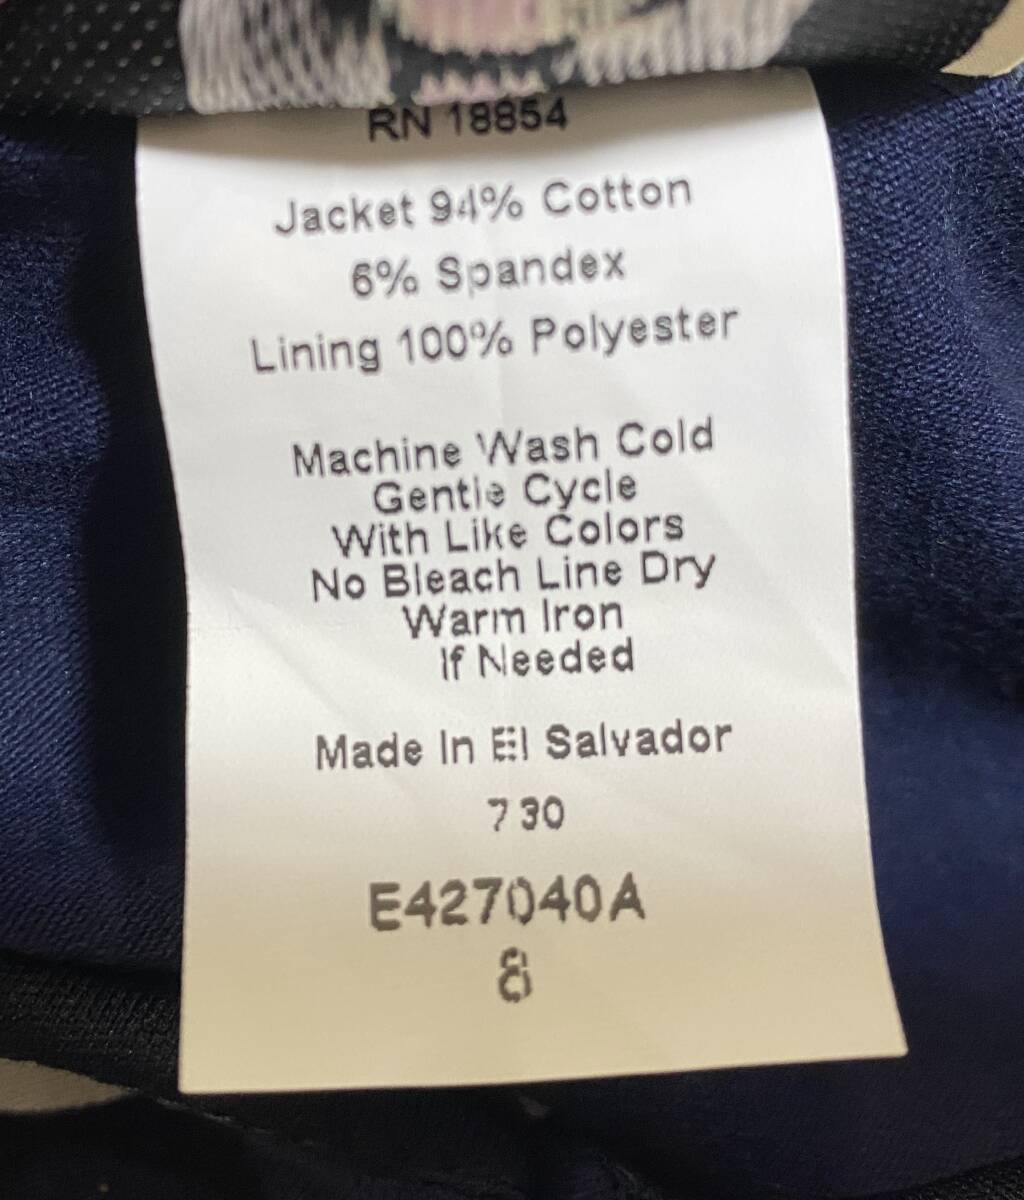 RN 18854
Jacket 94% Cotton
6% Spandex
Lining 100% Polyester
Machine Wash Cold
Gentle Cycle
With Like Colors
No Bleach Line Dry
Warm Iron
If Needed
Made In El Salvador
730
E427040A
8